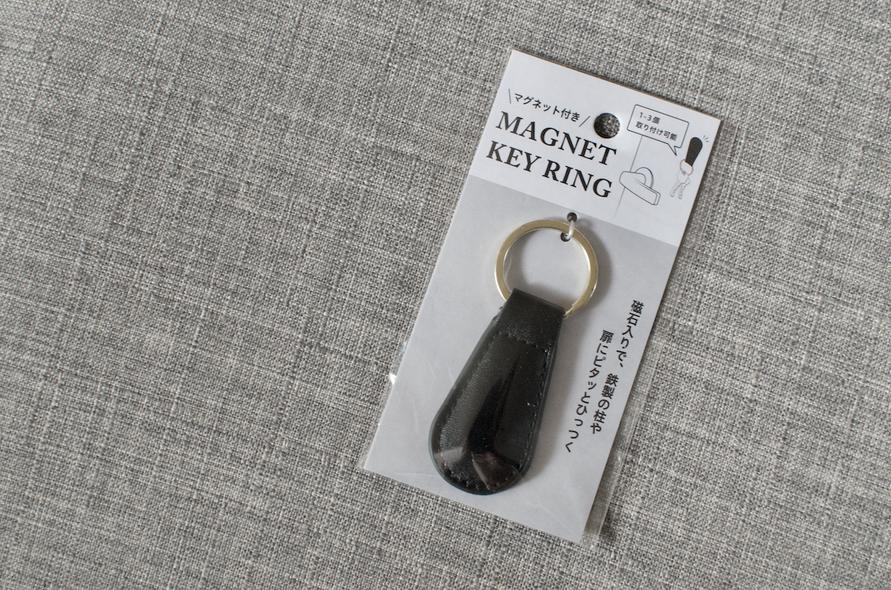 \マグネット付き/
MAGNET
KEY RING
1~3個
取り付け可能
磁石入りで、鉄製の柱や
扉にピタッとひっつく